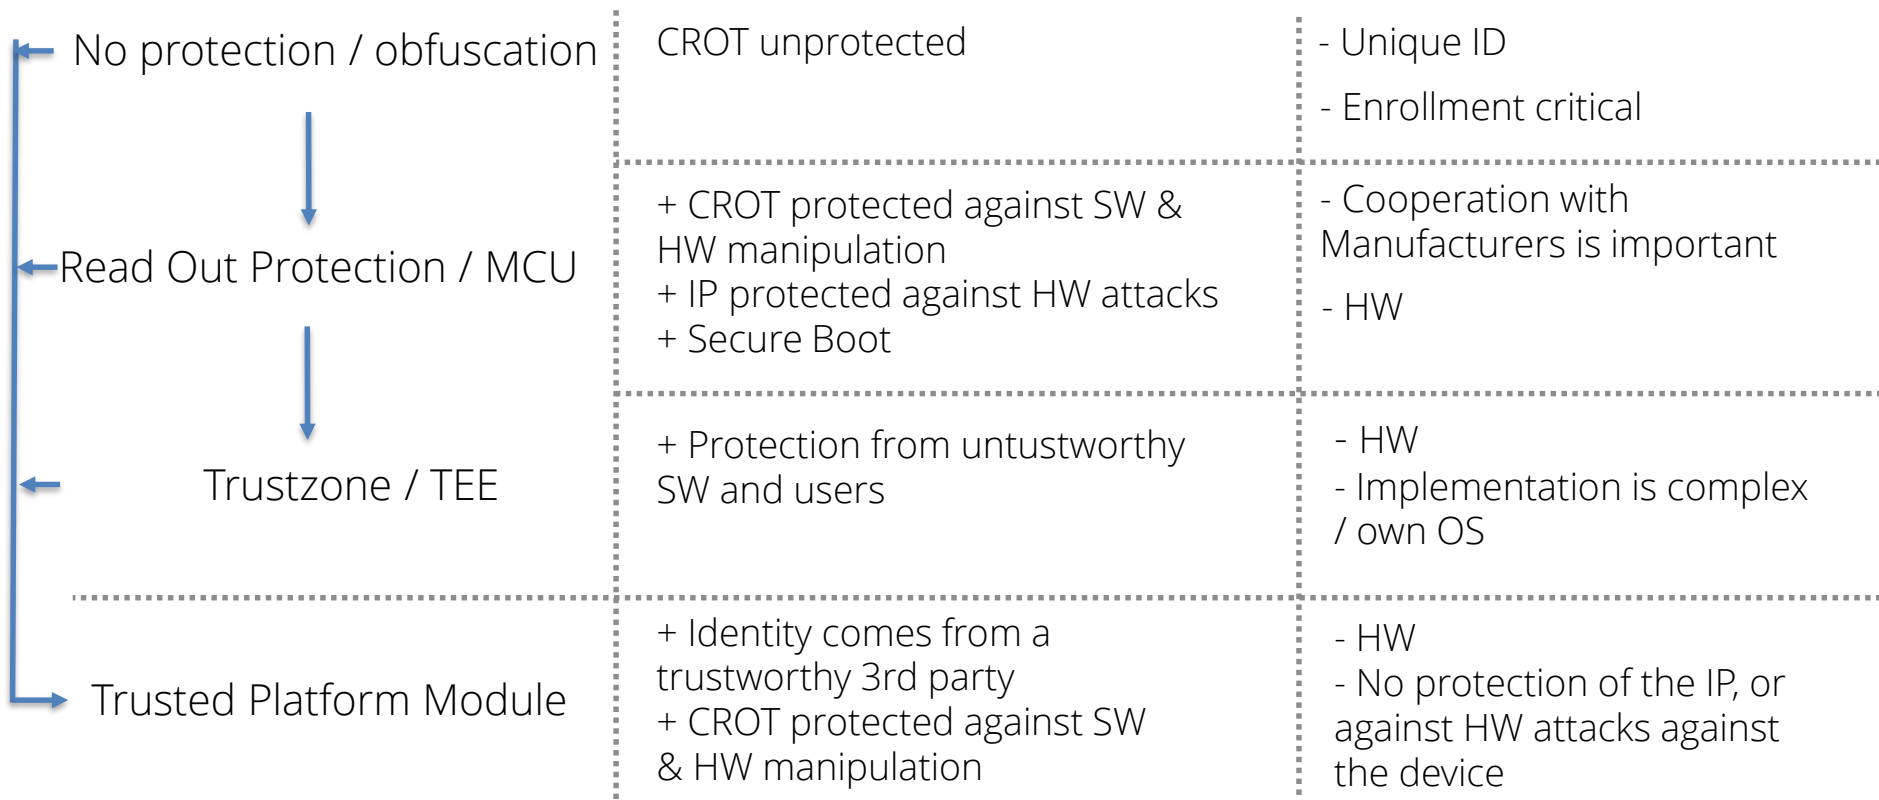 No protection / obfuscation
CROT unprotected
- Unique ID
- Enrollment critical
Read Out Protection / MCU
+ CROT protected against SW &
HW manipulation
+ IP protected against HW attacks
+ Secure Boot
- Cooperation with
Manufacturers is important
- HW
Trustzone / TEE
+ Protection from untustworthy
SW and users
- HW
- Implementation is complex
/ own OS
Trusted Platform Module
+ Identity comes from a
trustworthy 3rd party
+ CROT protected against SW
& HW manipulation
- HW
- No protection of the IP, or
against HW attacks against
the device